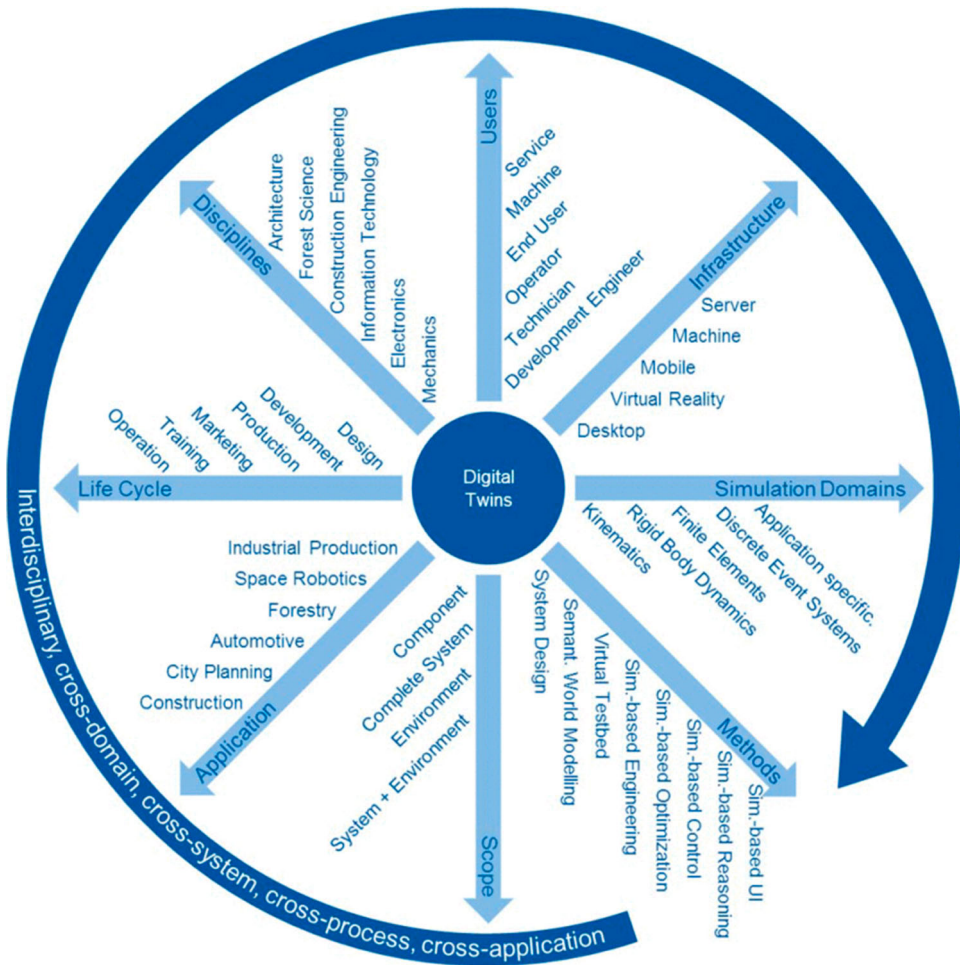 Digital
Twins
Users
Service
Machine
End User
Operator
Technician
Development Engineer
Infrastructure
Server
Machine
Mobile
Virtual Reality
Desktop
Simulation Domains
Application specific.
Discrete Event Systems
Finite Elements
Rigid Body Dynamics
Kinematics
Methods
Sim.-based UI
Sim.-based Reasoning
Sim.-based Control
Sim.-based Optimization
Sim.-based Engineering
Virtual Testbed
Semant. World Modelling
System Design
Scope
Component
Complete System
Environment
System + Environment
Application
Industrial Production
Space Robotics
Forestry
Automotive
City Planning
Construction
Life Cycle
Operation
Training
Marketing
Production
Development
Design
Disciplines
Architecture
Forest Science
Construction Engineering
Information Technology
Electronics
Mechanics
Interdisciplinary, cross-domain, cross-system, cross-process, cross-application